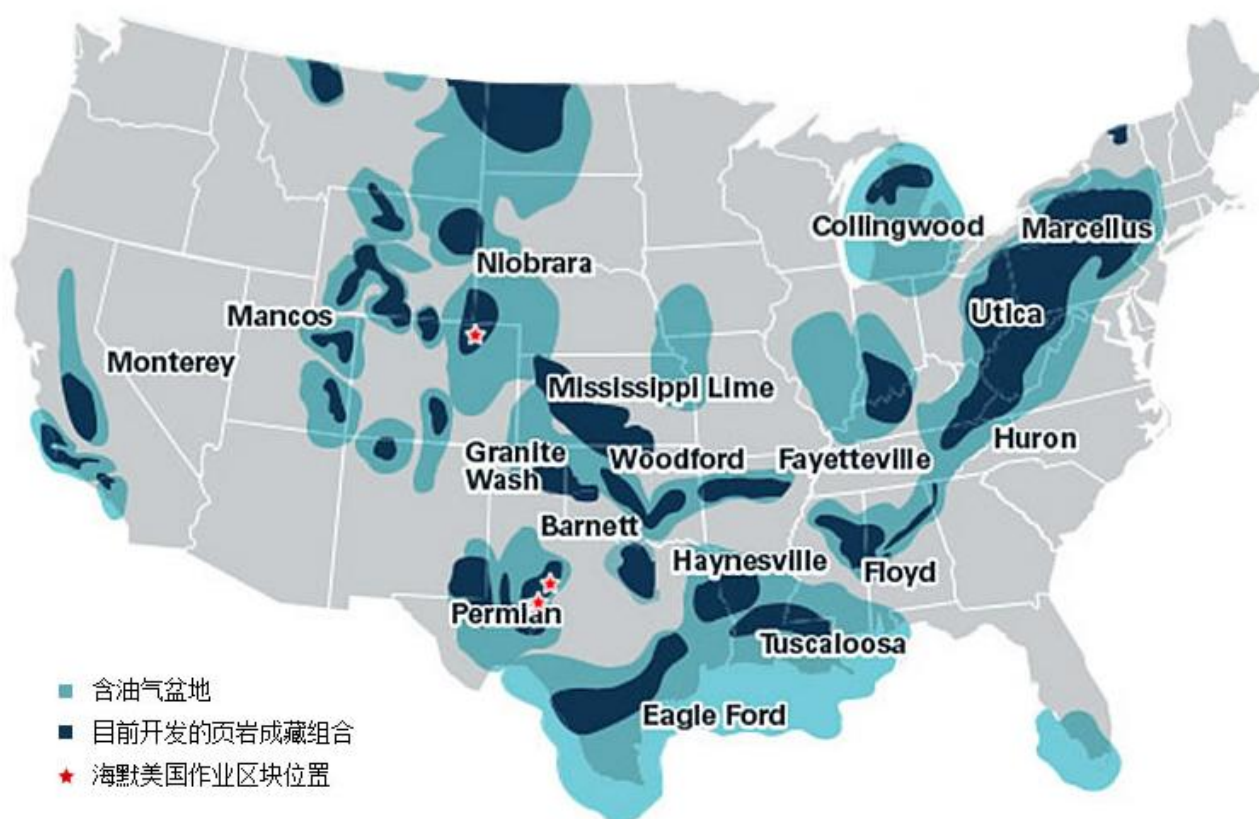 Collingwood
Marcellus
Niobrara
Mancos
Utica
Monterey
Mississippi Lime
Huron
Granite
Wash
Woodford
Fayetteville
Barnett
Haynesville
Floyd
Permian
Tuscaloosa
Eagle Ford
含油气盆地
目前开发的页岩成藏组合
海默美国作业区块位置